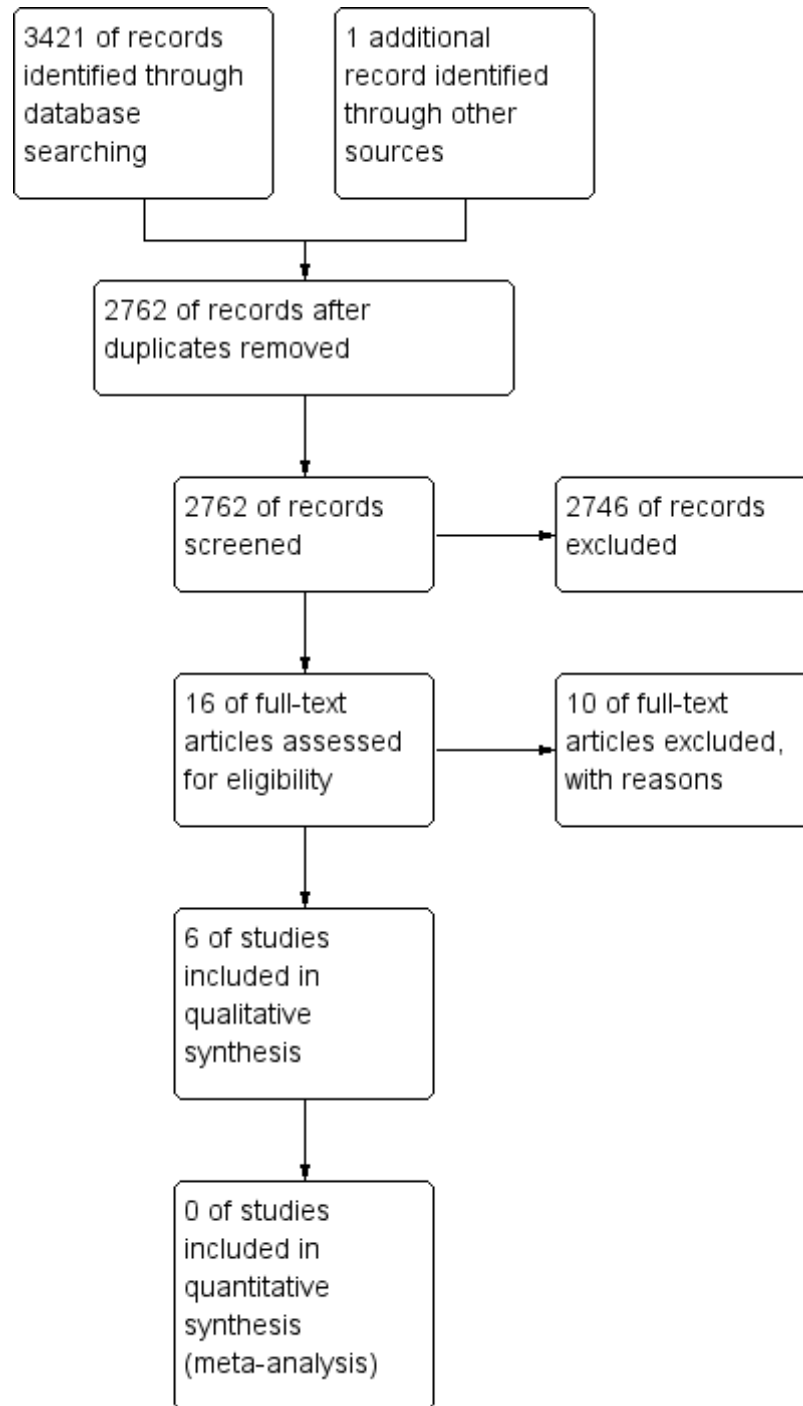 3421 of records
identified through
database
searching
1 additional
record identified
through other
sources
2762 of records after
duplicates removed
2762 of records
screened
2746 of records
excluded
16 of full-text
articles assessed
for eligibility
10 of full-text
articles excluded,
with reasons
6 of studies
included in
qualitative
synthesis
0 of studies
included in
quantitative
synthesis
(meta-analysis)